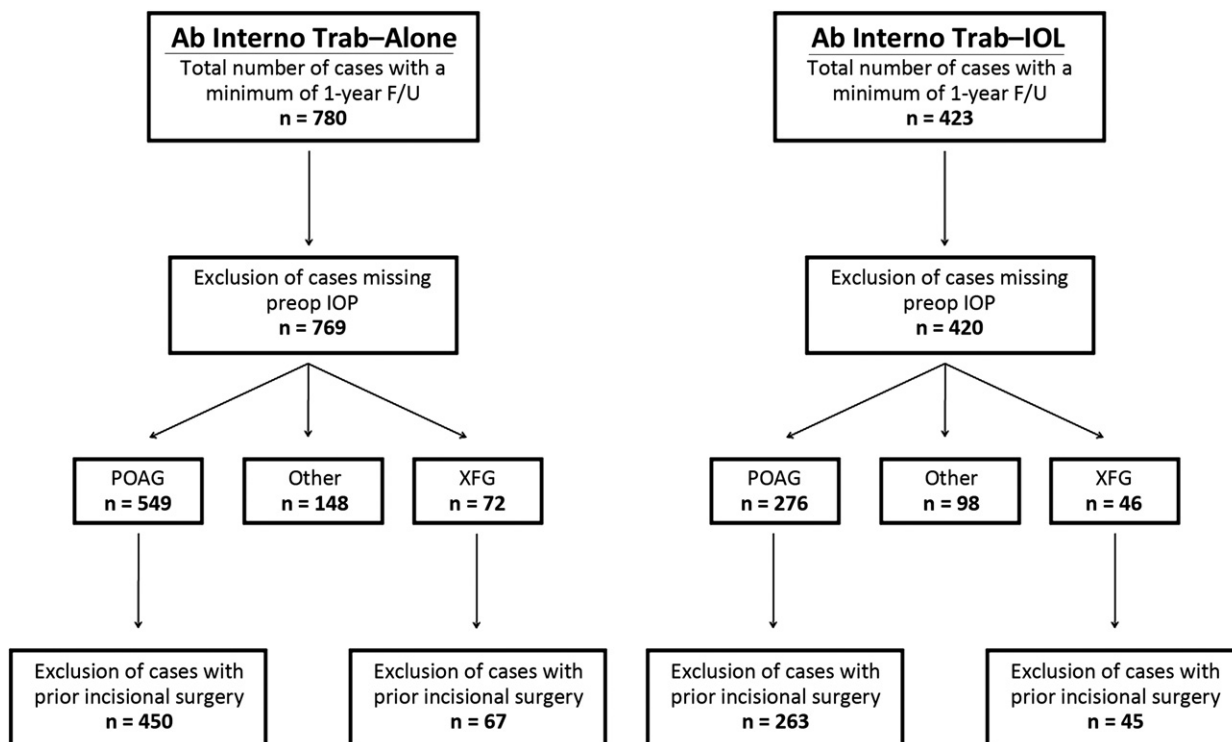 Ab Interno Trab–Alone
Total number of cases with a
minimum of 1-year F/U
n = 780
Ab Interno Trab–IOL
Total number of cases with a
minimum of 1-year F/U
n = 423
Exclusion of cases missing
preop IOP
n = 769
Exclusion of cases missing
preop IOP
n = 420
POAG
n = 549
Other
n = 148
XFG
n = 72
POAG
n = 276
Other
n = 98
XFG
n = 46
Exclusion of cases with
prior incisional surgery
n = 450
Exclusion of cases with
prior incisional surgery
n = 67
Exclusion of cases with
prior incisional surgery
n = 263
Exclusion of cases with
prior incisional surgery
n = 45